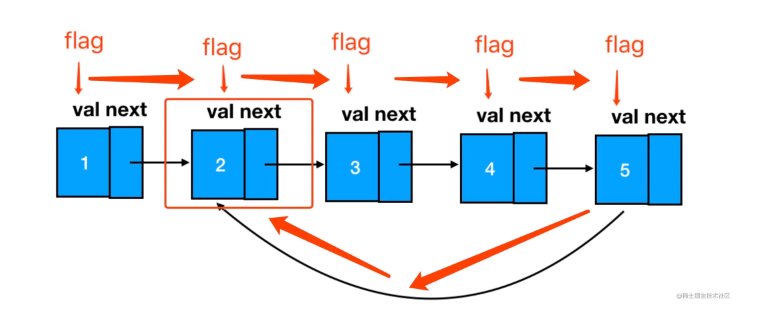 flag flag flag flag flag
val next val next val next val next val next
1 2 3 4 5
@稀土掘金技术社区